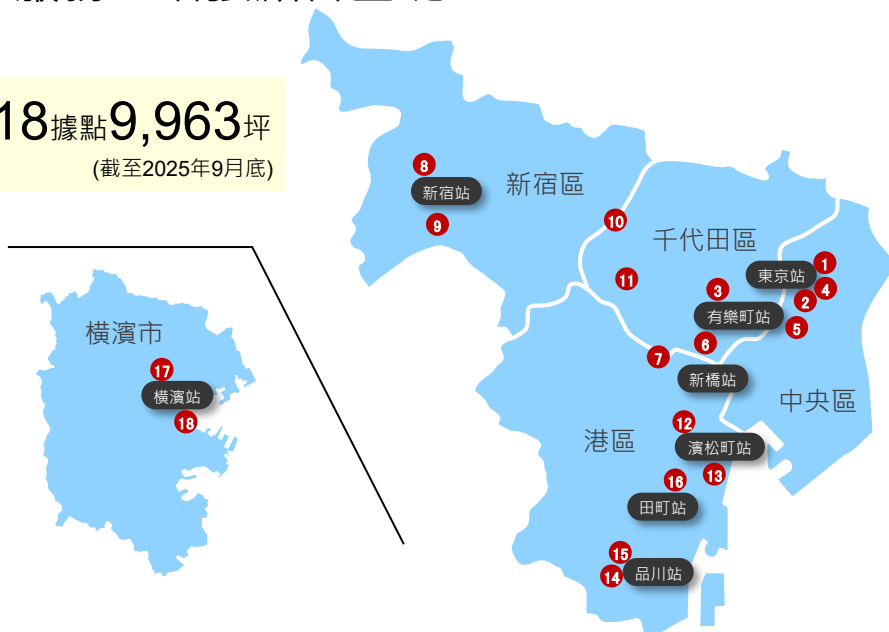 18據點9,963坪
(截至2025年9月底)
8
新宿站
新宿區
9
10
千代田區
11
3
東京站
1
4
2
有樂町站
5
6
7
新橋站
中央區
横濱市
17
横濱站
18
港區
12
濱松町站
13
16
田町站
15
14
品川站